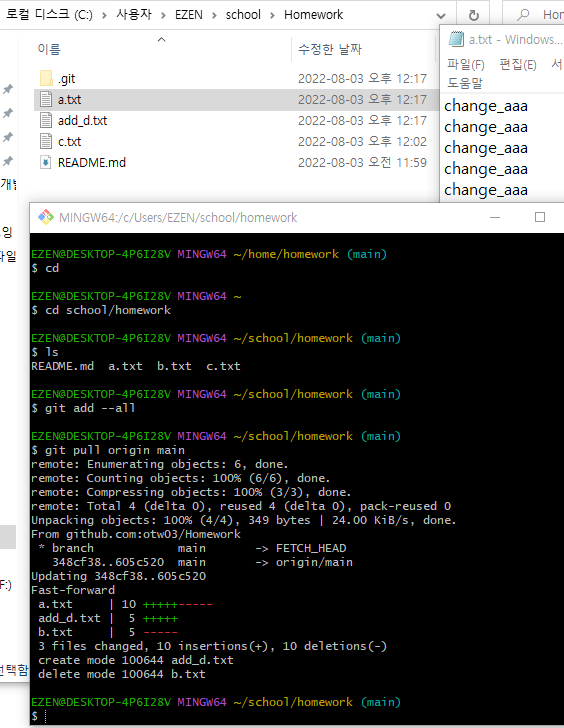 로컬 디스크 (C:) > 사용자 > EZEN > school > Homework
Hon
이름
수정한 날짜
.git
2022-08-03 오후 12:17
a.txt
2022-08-03 오후 12:17
add_d.txt
2022-08-03 오후 12:17
c.txt
2022-08-03 오후 12:02
README.md
2022-08-03 오전 11:59
a.txt - Windows...
파일(F) 편집(E) 서
도움말
change_aaa
change_aaa
change_aaa
change_aaa
change_aaa
개발
파일
F:)
선택함
MINGW64:/c/Users/EZEN/school/homework
EZEN@DESKTOP-4P6I28V MINGW64 ~/home/homework (main)
$ cd
EZEN@DESKTOP-4P6I28V MINGW64 ~
$ cd school/homework
EZEN@DESKTOP-4P6I28V MINGW64 ~/school/homework (main)
$ ls
README.md a.txt b.txt c.txt
EZEN@DESKTOP-4P6I28V MINGW64 ~/school/homework (main)
$ git add --all
EZEN@DESKTOP-4P6I28V MINGW64 ~/school/homework (main)
$ git pull origin main
remote: Enumerating objects: 6, done.
remote: Counting objects: 100% (6/6), done.
remote: Compressing objects: 100% (3/3), done.
remote: Total 4 (delta 0), reused 4 (delta 0), pack-reused 0
Unpacking objects: 100% (4/4), 349 bytes | 24.00 KiB/s, done.
From github.com:otw03/Homework
* branch main -> FETCH_HEAD
348cf38..605c520 main -> origin/main
Updating 348cf38..605c520
Fast-forward
a.txt | 10 +++++-----
add_d.txt | 5 +++++
b.txt | 5 -----
3 files changed, 10 insertions(+), 10 deletions(-)
create mode 100644 add_d.txt
delete mode 100644 b.txt
EZEN@DESKTOP-4P6I28V MINGW64 ~/school/homework (main)
$